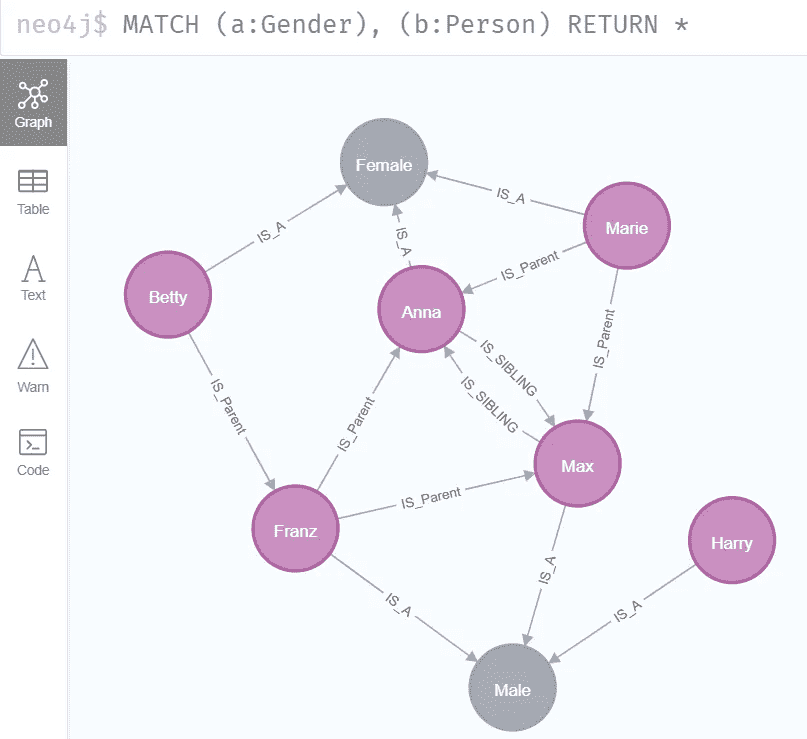 neo4j$ MATCH (a:Gender), (b:Person) RETURN *
Graph
Table
Text
Warn
Code
Female
IS_A
Marie
IS_A
IS_A
IS_Parent
Betty
Anna
IS_Parent
IS_SIBLING
IS_SIBLING
IS_Parent
IS_Parent
Max
IS_Parent
Franz
Harry
IS_A
IS_A
IS_A
Male